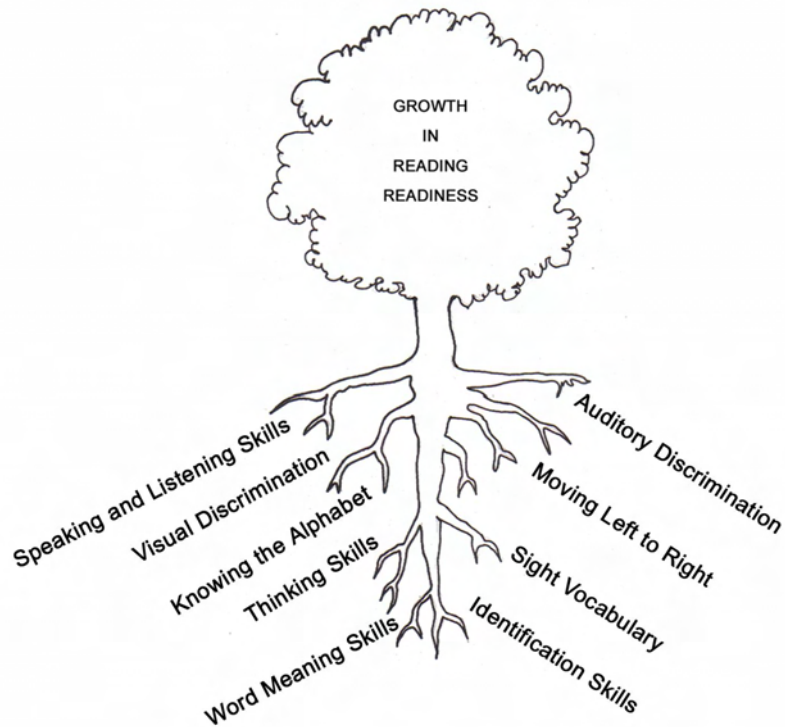 GROWTH
IN
READING
READINESS
Speaking and Listening Skills
Visual Discrimination
Knowing the Alphabet
Thinking Skills
Word Meaning Skills
Auditory Discrimination
Moving Left to Right
Sight Vocabulary
Identification Skills